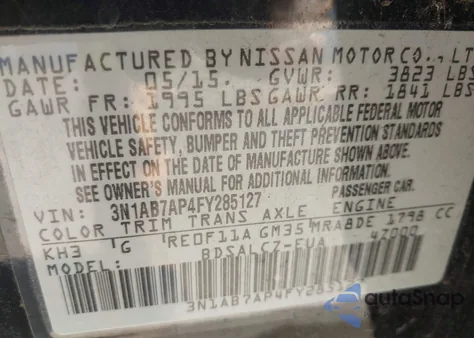 MANUFACTURED BY NISSAN MOTOR CO., LT
DATE: 05/15. GVWR: 3823 LBS
GAWR FR: 1995 LBS GAWR RR: 1841 LBS
THIS VEHICLE CONFORMS TO ALL APPLICABLE FEDERAL MOTOR
VEHICLE SAFETY, BUMPER AND THEFT PREVENTION STANDARDS
IN EFFECT ON THE DATE OF MANUFACTURE SHOWN ABOVE.
SEE OWNER'S MANUAL FOR MORE INFORMATION.
VIN: 3N1AB7AP4FY285127 PASSENGER CAR.
COLOR TRIM TRANS AXLE ENGINE
KH3 G RE0F11A GM35 MRA8DE 1798 CC
MODEL: BDSALCZ-EUA 42000
3N1AB7AP4FY28512
autoSnap